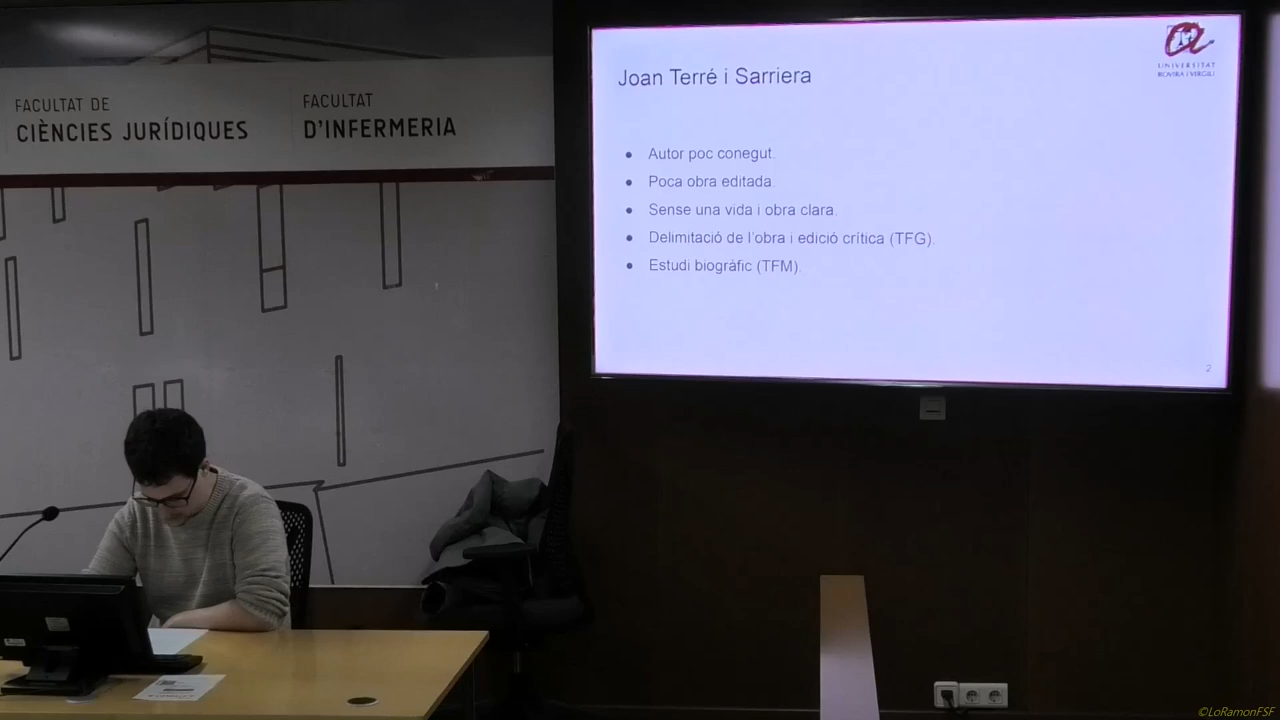 FACULTAT DE
CIÈNCIES JURÍDIQUES
FACULTAT
D'INFERMERIA
Joan Terré i Sarriera
UNIVERSITAT
ROVIRA i VIRGILI
● Autor poc conegut.
● Poca obra editada.
● Sense una vida i obra clara.
● Delimitació de l'obra i edició crítica (TFG).
● Estudi biogràfic (TFM).
2
©LoRamonFSF